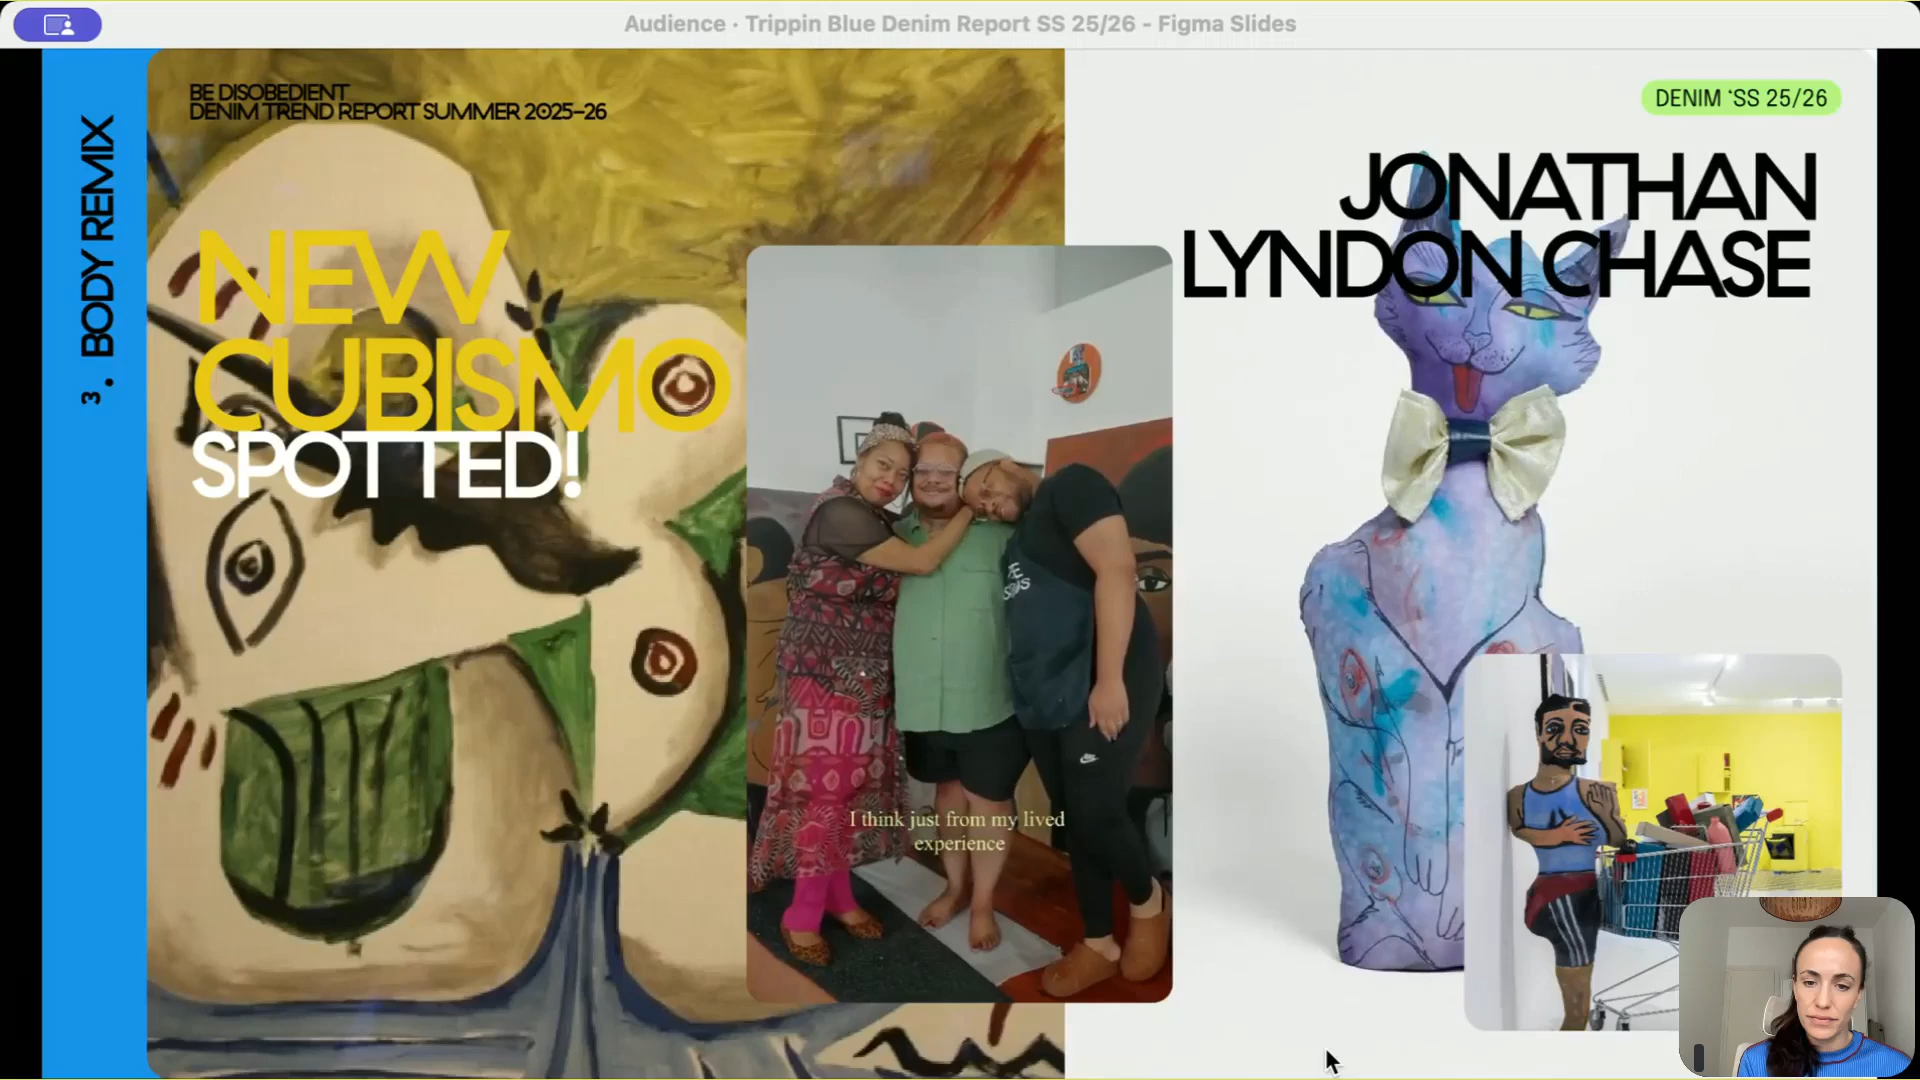 Audience · Trippin Blue Denim Report SS 25/26 - Figma Slides
3. BODY REMIX
BE DISOBEDIENT
DENIM TREND REPORT SUMMER 2025-26
NEW
CUBISMO
SPOTTED!
I think just from my lived
experience
DENIM ‘SS 25/26
JONATHAN
LYNDON CHASE